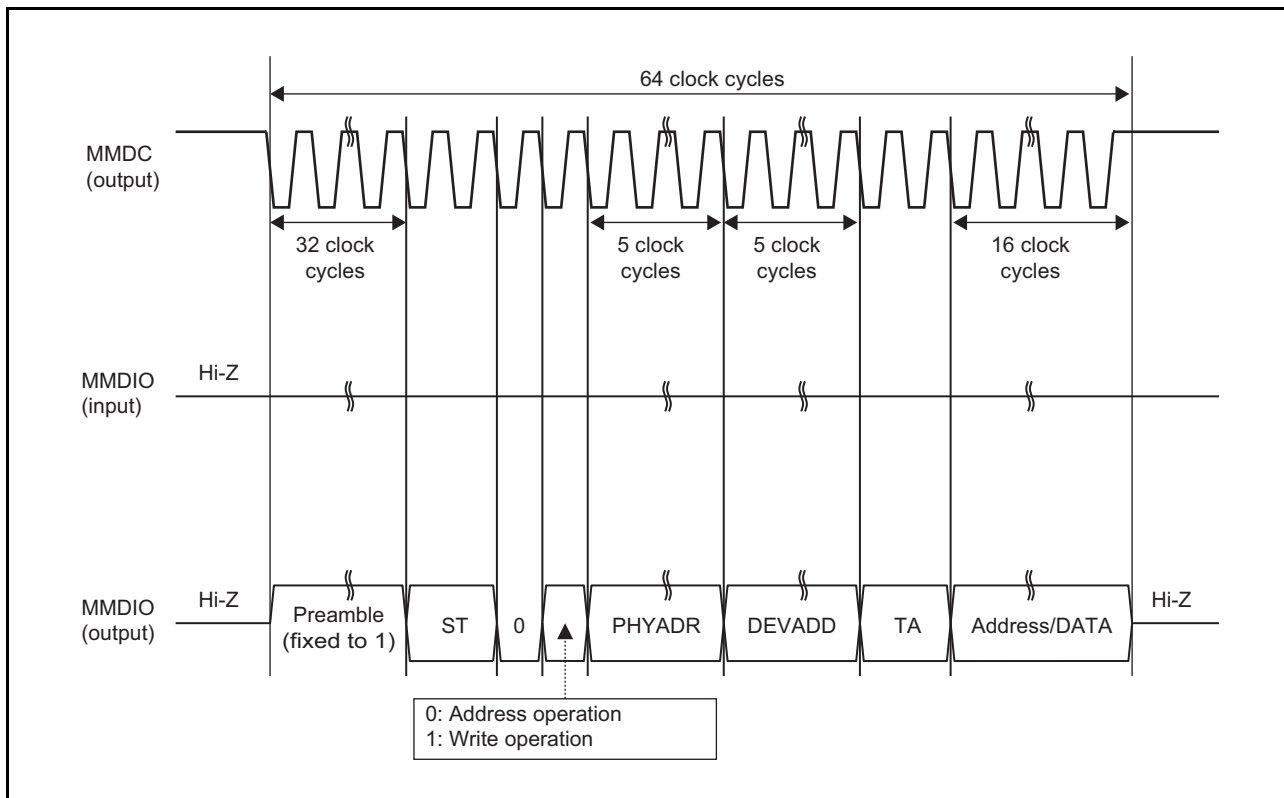 64 clock cycles
MMDC
(output)
32 clock
cycles
5 clock
cycles
5 clock
cycles
16 clock
cycles
MMDIO
(input)
Hi-Z
MMDIO
(output)
Hi-Z
Preamble
(fixed to 1)
ST
0
PHYADR
DEVADD
TA
Address/DATA
Hi-Z
0: Address operation
1: Write operation